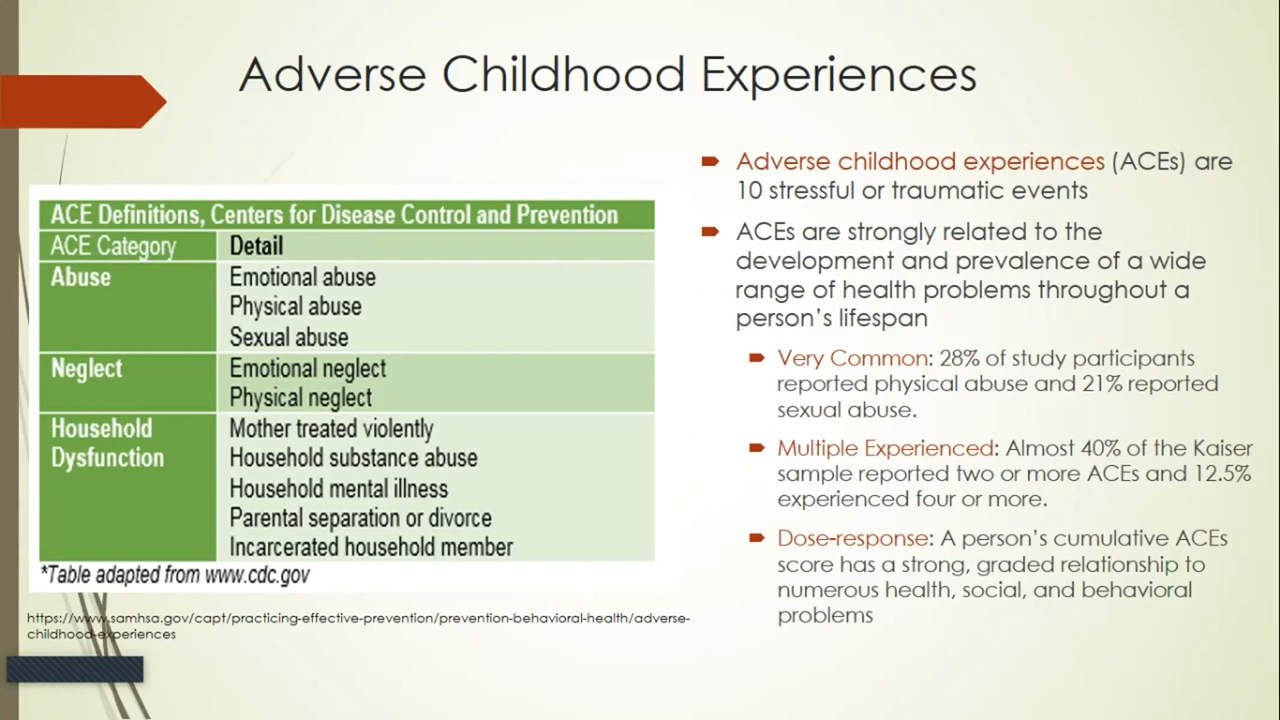 Adverse Childhood Experiences
ACE Definitions, Centers for Disease Control and Prevention
ACE Category Detail
Abuse Emotional abuse
Physical abuse
Sexual abuse
Neglect Emotional neglect
Physical neglect
Household Mother treated violently
Dysfunction Household substance abuse
Household mental illness
Parental separation or divorce
Incarcerated household member
*Table adapted from www.cdc.gov
https://www.samhsa.gov/capt/practicing-effective-prevention/prevention-behavioral-health/adverse-
childhood-experiences
Adverse childhood experiences (ACEs) are
10 stressful or traumatic events
ACEs are strongly related to the
development and prevalence of a wide
range of health problems throughout a
person’s lifespan
Very Common: 28% of study participants
reported physical abuse and 21% reported
sexual abuse.
Multiple Experienced: Almost 40% of the Kaiser
sample reported two or more ACEs and 12.5%
experienced four or more.
Dose-response: A person’s cumulative ACEs
score has a strong, graded relationship to
numerous health, social, and behavioral
problems